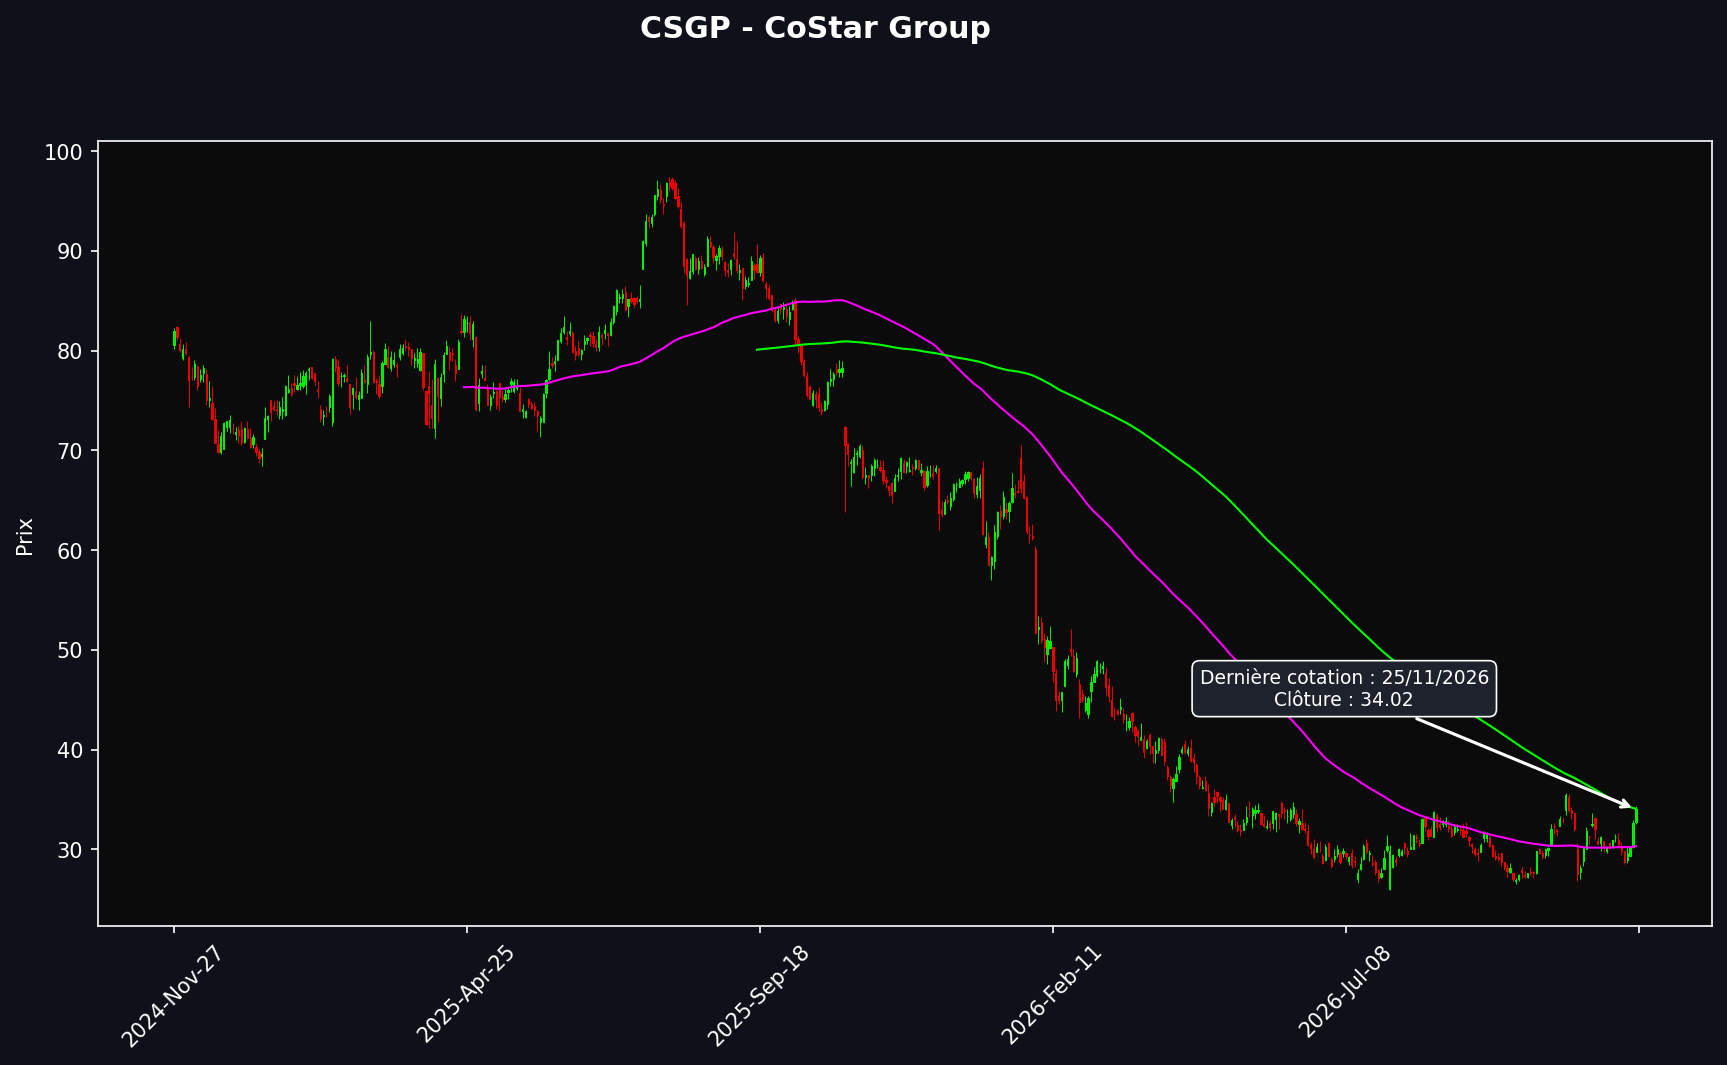 CSGP - CoStar Group
Prix
100
90
80
70
60
50
40
30
Dernière cotation : 25/11/2026
Clôture : 34.02
2024-Nov-27
2025-Apr-25
2025-Sep-18
2026-Feb-11
2026-Jul-08